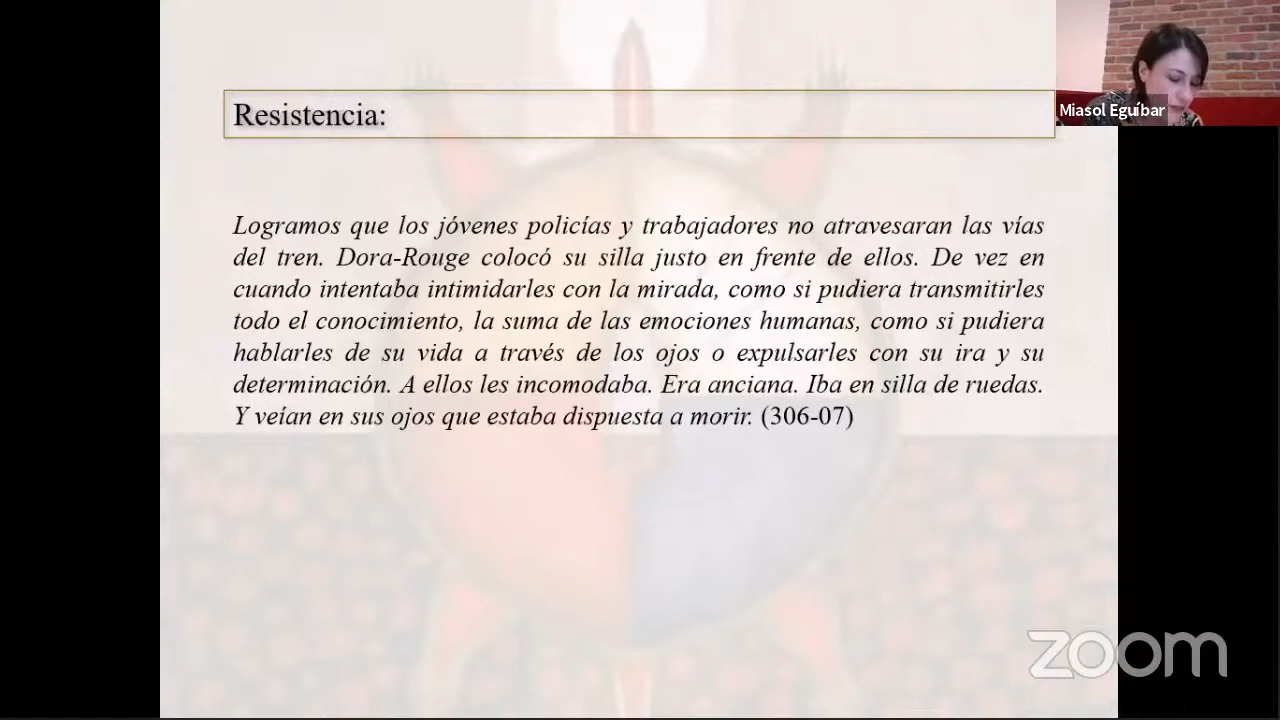 Resistencia:
Miasol Eguíbar
Logramos que los jóvenes policías y trabajadores no atravesaran las vías
del tren. Dora-Rouge colocó su silla justo en frente de ellos. De vez en
cuando intentaba intimidarles con la mirada, como si pudiera transmitirles
todo el conocimiento, la suma de las emociones humanas, como si pudiera
hablarles de su vida a través de los ojos o expulsarles con su ira y su
determinación. A ellos les incomodaba. Era anciana. Iba en silla de ruedas.
Y veían en sus ojos que estaba dispuesta a morir. (306-07)
zoom